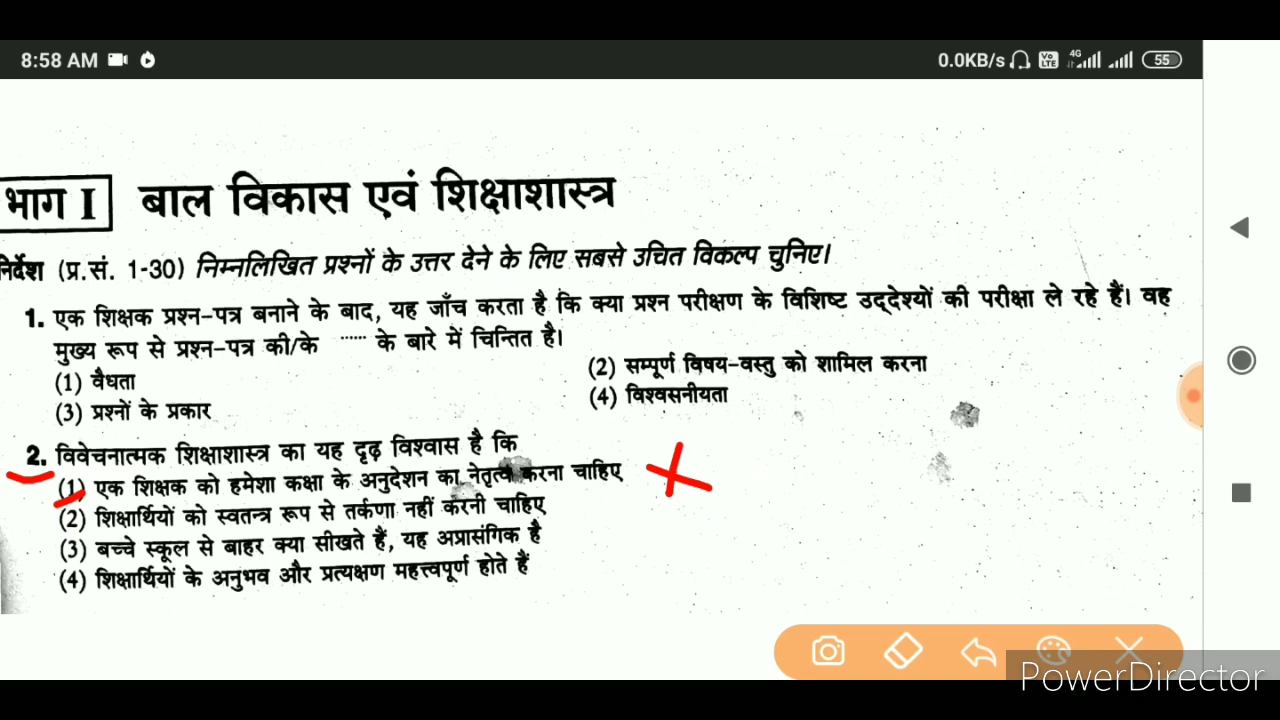 8:58 AM
0.0KB/s Vo LTE 4G 55
भाग I बाल विकास एवं शिक्षाशास्त्र
निर्देश (प्र.सं. 1-30) निम्नलिखित प्रश्नों के उत्तर देने के लिए सबसे उचित विकल्प चुनिए।
1. एक शिक्षक प्रश्न-पत्र बनाने के बाद, यह जाँच करता है कि क्या प्रश्न परीक्षण के विशिष्ट उद्देश्यों की परीक्षा ले रहे हैं। वह
मुख्य रूप से प्रश्न-पत्र की/के ...... के बारे में चिन्तित है।
(1) वैधता
(2) सम्पूर्ण विषय-वस्तु को शामिल करना
(3) प्रश्नों के प्रकार
(4) विश्वसनीयता
2. विवेचनात्मक शिक्षाशास्त्र का यह दृढ़ विश्वास है कि
(1) एक शिक्षक को हमेशा कक्षा के अनुदेशन का नेतृत्व करना चाहिए
(2) शिक्षार्थियों को स्वतन्त्र रूप से तर्कणा नहीं करनी चाहिए
(3) बच्चे स्कूल से बाहर क्या सीखते हैं, यह अप्रासंगिक है
(4) शिक्षार्थियों के अनुभव और प्रत्यक्षण महत्त्वपूर्ण होते हैं
PowerDirector